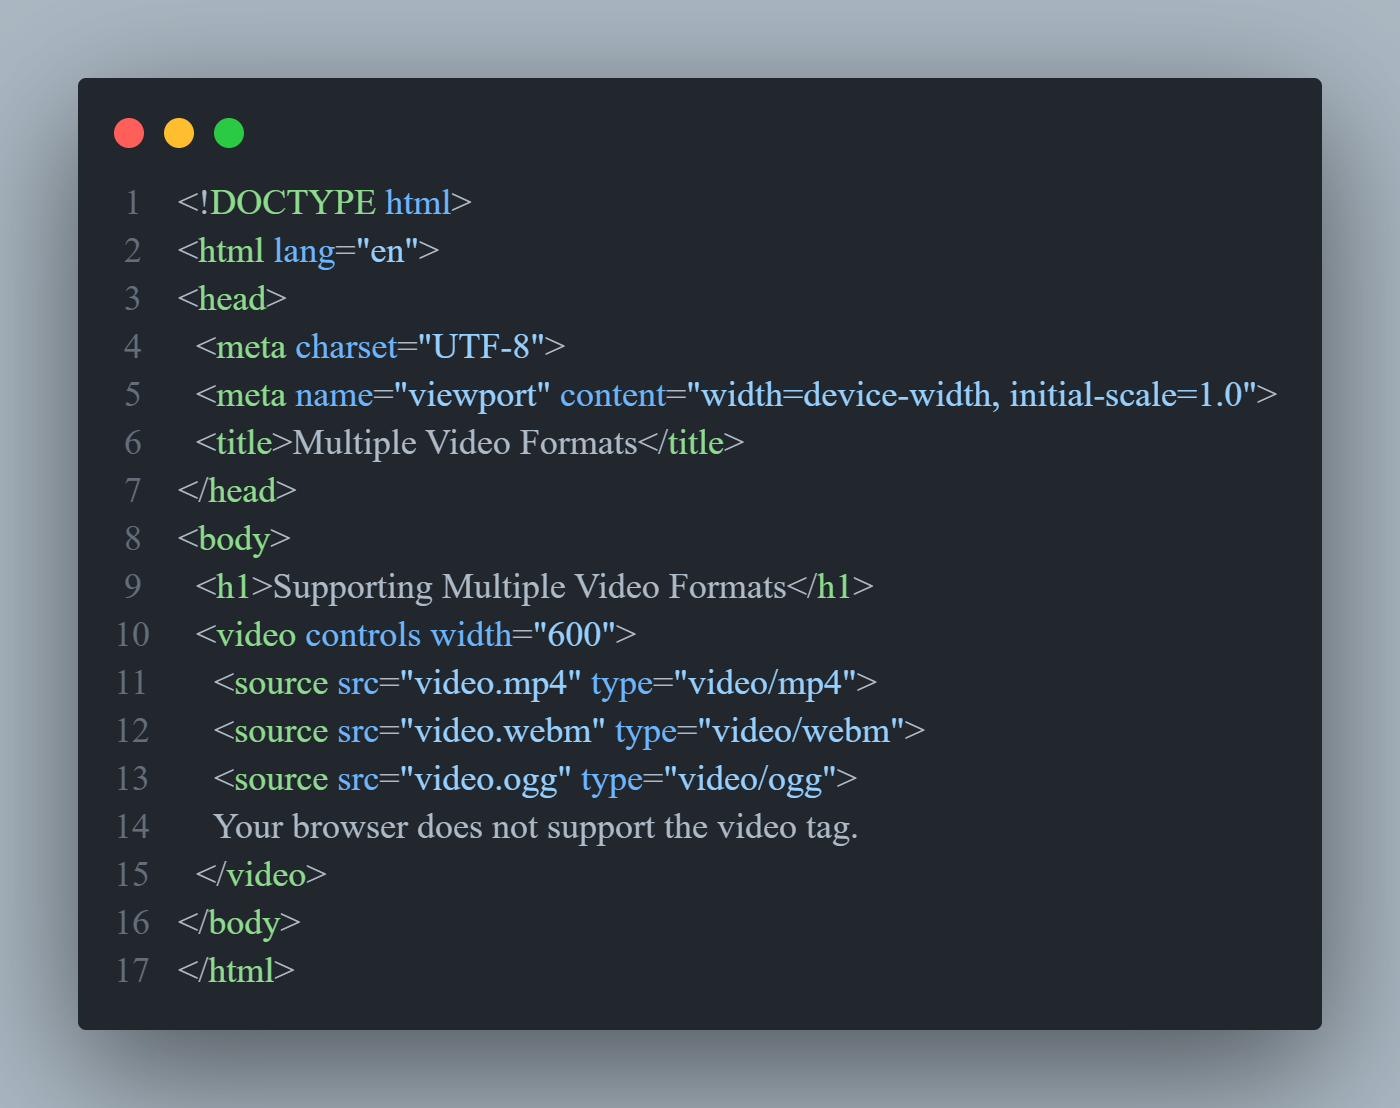 1 <!DOCTYPE html>
2 <html lang="en">
3 <head>
4   <meta charset="UTF-8">
5   <meta name="viewport" content="width=device-width, initial-scale=1.0">
6   <title>Multiple Video Formats</title>
7 </head>
8 <body>
9   <h1>Supporting Multiple Video Formats</h1>
10   <video controls width="600">
11     <source src="video.mp4" type="video/mp4">
12     <source src="video.webm" type="video/webm">
13     <source src="video.ogg" type="video/ogg">
14     Your browser does not support the video tag.
15   </video>
16 </body>
17 </html>